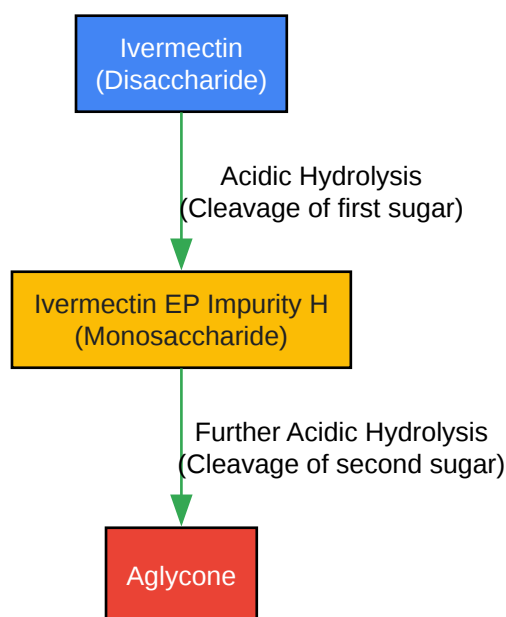 Ivermectin
(Disaccharide)
Acidic Hydrolysis
(Cleavage of first sugar)
Ivermectin EP Impurity H
(Monosaccharide)
Further Acidic Hydrolysis
(Cleavage of second sugar)
Aglycone